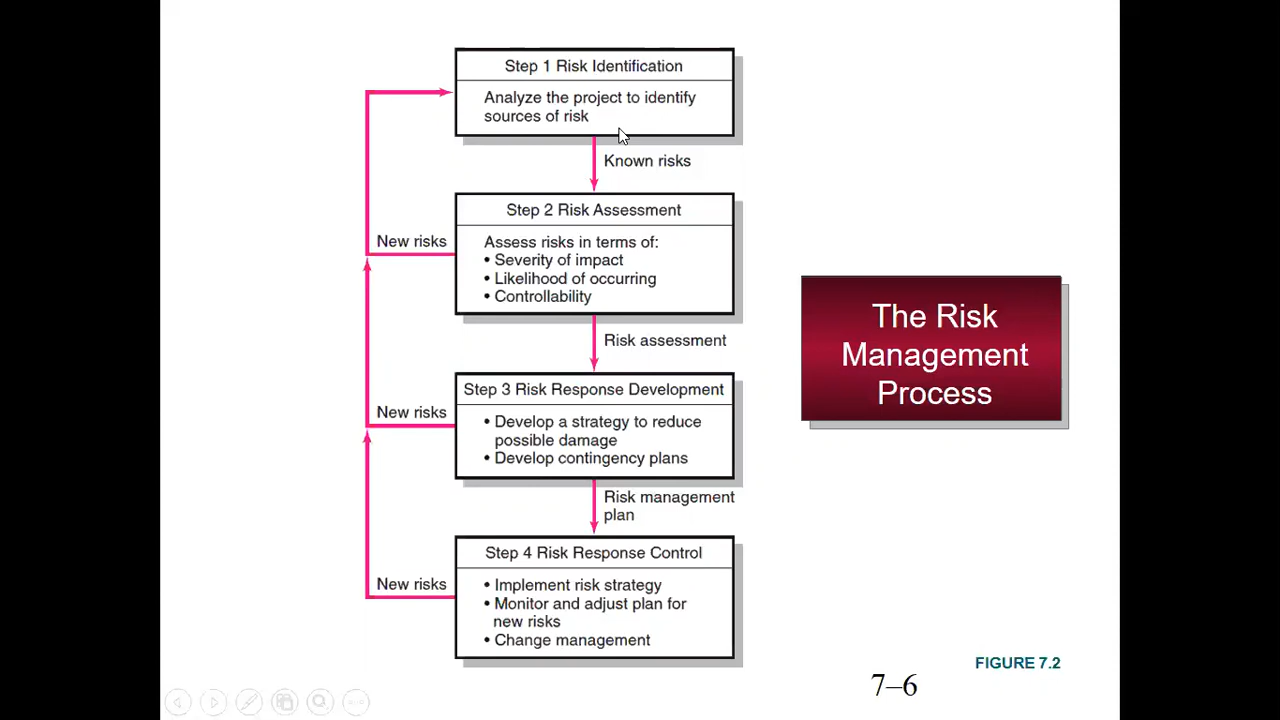 Step 1 Risk Identification
Analyze the project to identify
sources of risk
Known risks
Step 2 Risk Assessment
New risks
Assess risks in terms of:
• Severity of impact
• Likelihood of occurring
• Controllability
Risk assessment
Step 3 Risk Response Development
New risks
• Develop a strategy to reduce
possible damage
• Develop contingency plans
Risk management
plan
Step 4 Risk Response Control
New risks
• Implement risk strategy
• Monitor and adjust plan for
new risks
• Change management
The Risk
Management
Process
FIGURE 7.2
7–6